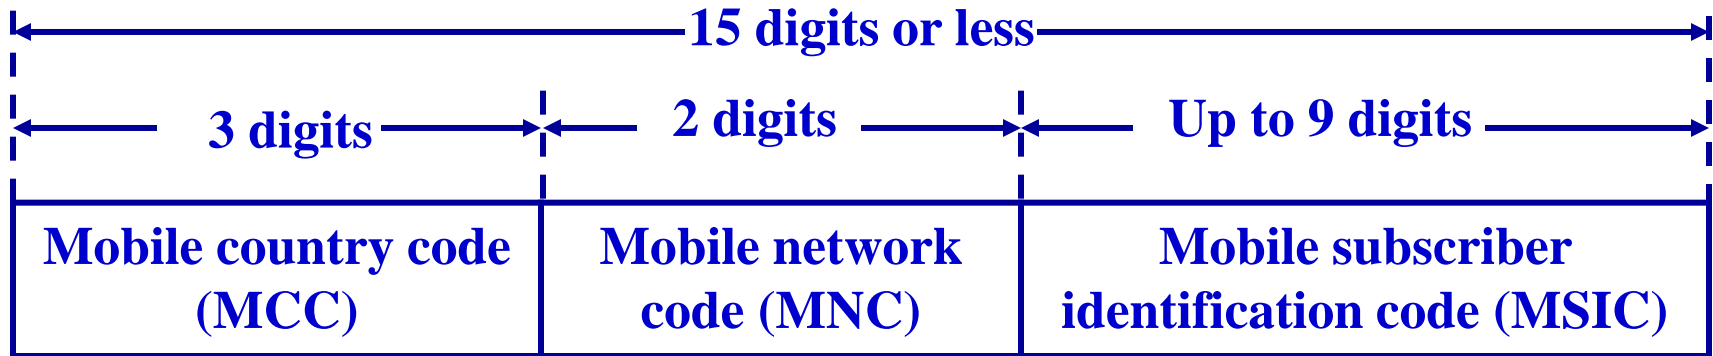 15 digits or less
3 digits
2 digits
Up to 9 digits
Mobile country code
(MCC)
Mobile network
code (MNC)
Mobile subscriber
identification code (MSIC)